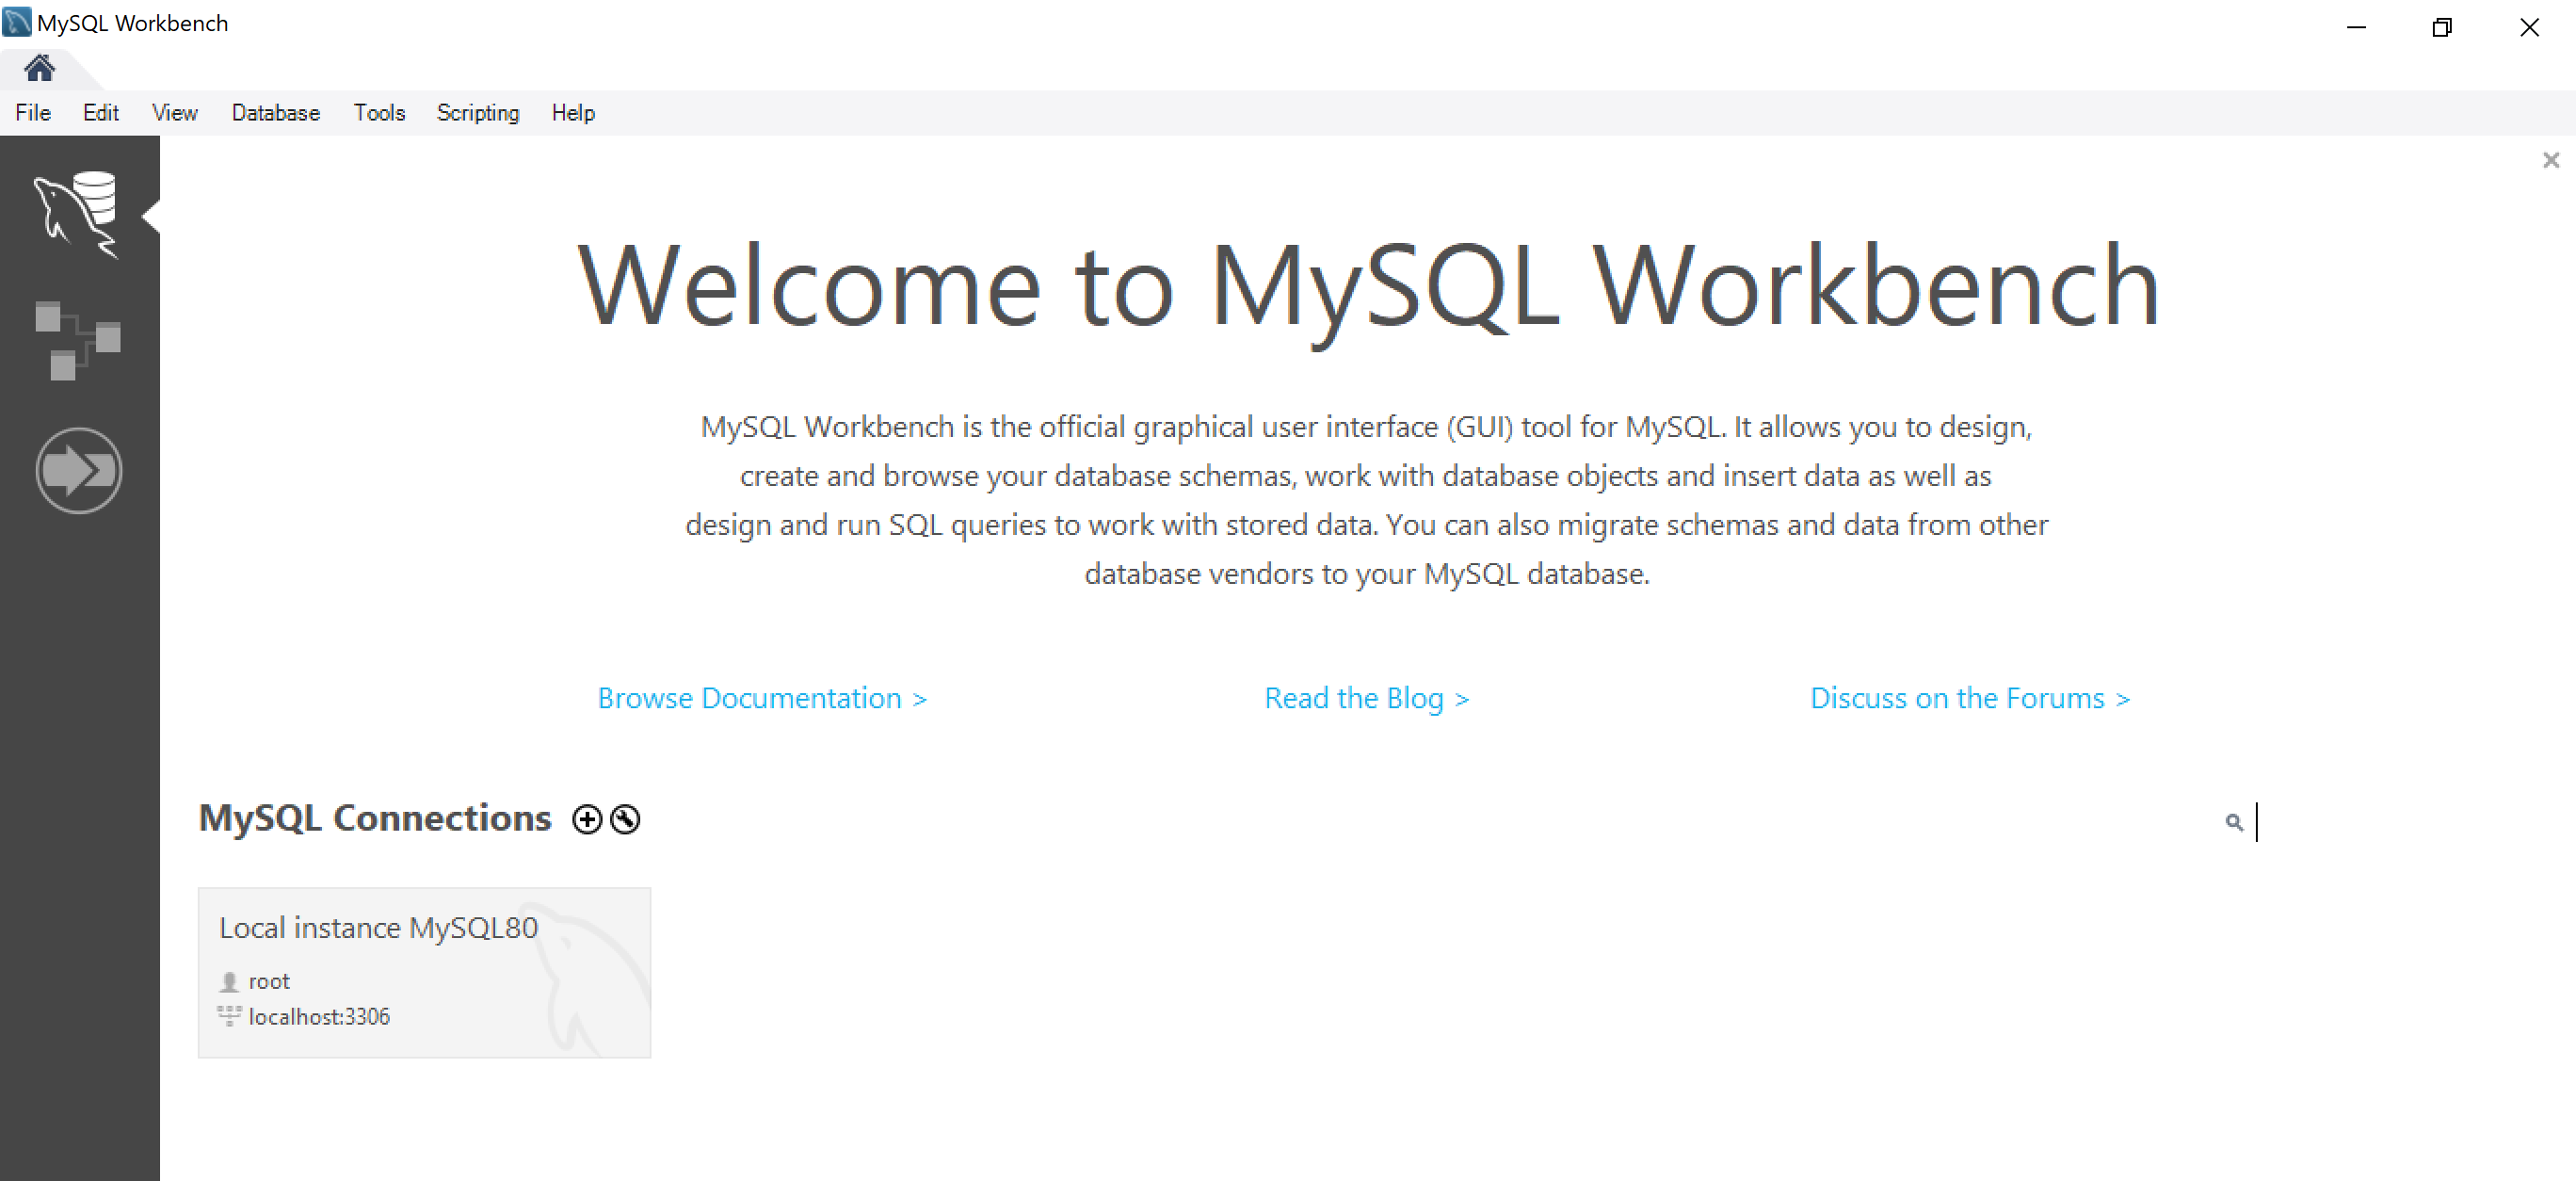 MySQL Workbench
File Edit View Database Tools Scripting Help
Welcome to MySQL Workbench
MySQL Workbench is the official graphical user interface (GUI) tool for MySQL. It allows you to design,
create and browse your database schemas, work with database objects and insert data as well as
design and run SQL queries to work with stored data. You can also migrate schemas and data from other
database vendors to your MySQL database.
Browse Documentation > Read the Blog > Discuss on the Forums >
MySQL Connections
Local instance MySQL80
root
localhost:3306